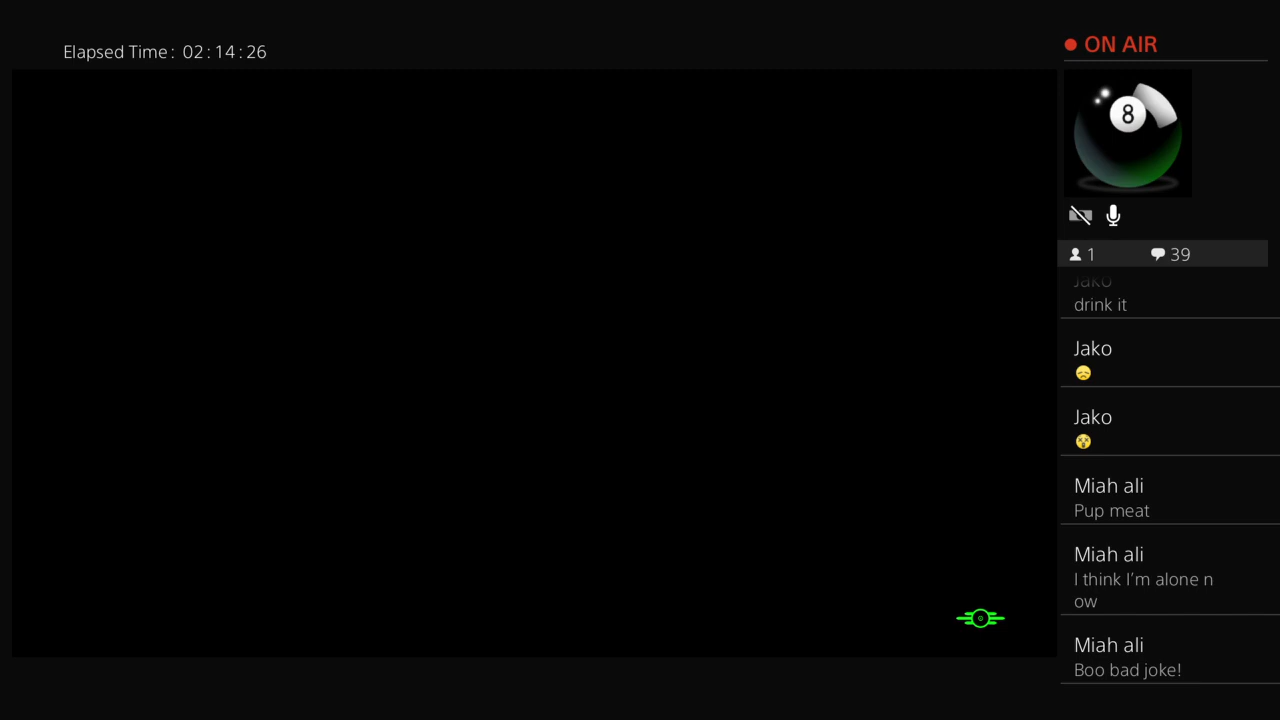 Elapsed Time: 02:14:26
ON AIR
8
1 39
Jako
drink it
Jako
Jako
Miah ali
Pup meat
Miah ali
I think I'm alone n
ow
Miah ali
Boo bad joke!